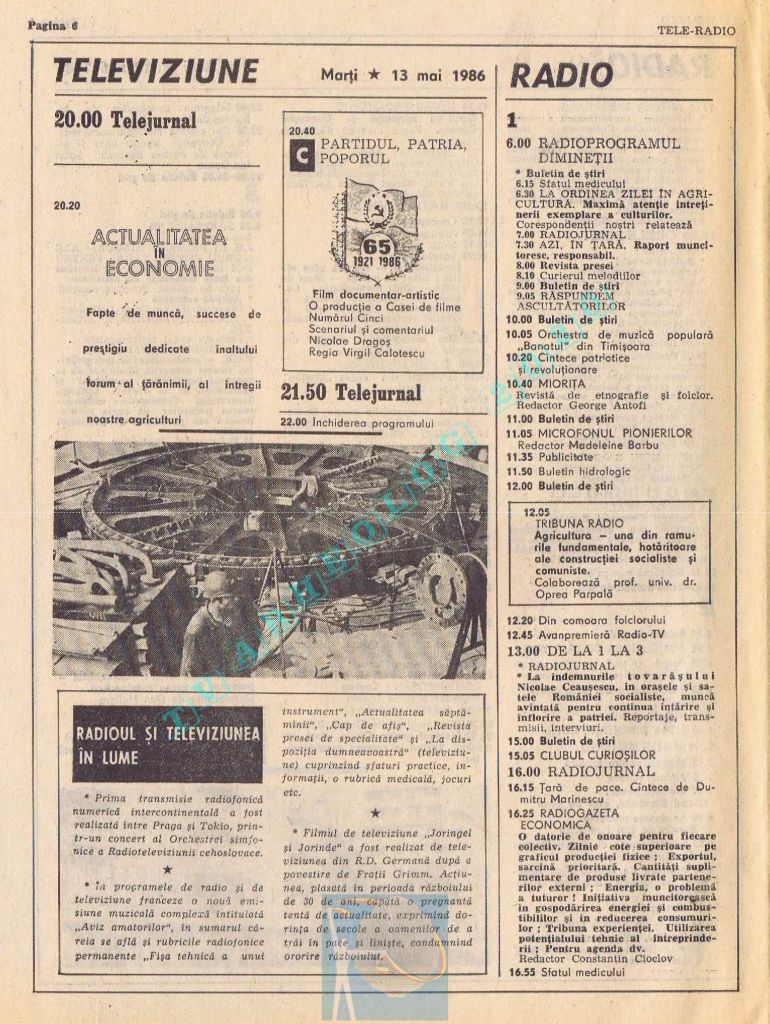 Pagina 6
TELE-RADIO
TELEVIZIUNE
Marți ★ 13 mai 1986
20.00 Telejurnal
20.20
ACTUALITATEA
ÎN
ECONOMIE
Fapte de muncă, succese de
prestigiu dedicate înaltului
forum al țărănimii, al întregii
noastre agriculturi
20.40
C PARTIDUL, PATRIA,
POPORUL
65
1921 1986
Film documentar-artistic
O producție a Casei de filme
Numărul Cinci
Scenariul și comentariul
Nicolae Dragoș
Regia Virgil Calotescu
21.50 Telejurnal
22.00 Închiderea programului
RADIOUL ȘI TELEVIZIUNEA
ÎN LUME
* Prima transmisie radiofonică
numerică intercontinentală a fost
realizată între Praga și Tokio, prin-
tr-un concert al Orchestrei simfo-
nice a Radioteleviziunii cehoslovace.
★
* În programele de radio și de
televiziune franceze o nouă emi-
siune muzicală complexă intitulată
„Aviz amatorilor", în sumarul că-
reia se află și rubricile radiofonice
permanente „Fișa tehnică a unui
instrument", „Actualitatea săptă-
mînii", „Cap de afiș", „Revista
presei de specialitate" și „La dis-
poziția dumneavoastră" (televiziu-
ne) cuprinzînd sfaturi practice, in-
formații, o rubrică medicală, jocuri
etc.
★
* Filmul de televiziune „Joringel
și Jorinde" a fost realizat de tele-
viziunea din R.D. Germană după o
povestire de Frații Grimm. Acțiu-
nea, plasată în perioada războiului
de 30 de ani, capătă o pregnantă
tentă de actualitate, exprimînd do-
rința de secole a oamenilor de a
trăi în pace și liniște, condamnînd
ororire războiului.
RADIO
1
6.00 RADIOPROGRAMUL
DIMINEȚII
* Buletin de știri
6.15 Sfatul medicului
6.30 LA ORDINEA ZILEI ÎN AGRI-
CULTURĂ. Maximă atenție întreți-
nerii exemplare a culturilor.
Corespondenții noștri relatează
7.00 RADIOJURNAL
7.30 AZI, ÎN ȚARĂ. Raport munci-
toresc, responsabil.
8.00 Revista presei
8.10 Curierul melodiilor
9.00 Buletin de știri
9.05 RĂSPUNDEM
ASCULTĂTORILOR
10.00 Buletin de știri
10.05 Orchestra de muzică populară
„Banatul" din Timișoara
10.20 Cîntece patriotice
și revoluționare
10.40 MIORIȚA
Revistă de etnografie și folclor.
Redactor George Antofi
11.00 Buletin de știri
11.05 MICROFONUL PIONIERILOR
Redactor Madeleine Barbu
11.35 Publicitate
11.50 Buletin hidrologic
12.00 Buletin de știri
12.05
TRIBUNA RADIO
Agricultura — una din ramu-
rile fundamentale, hotărîtoare
ale construcției socialiste și
comuniste.
Colaborează prof. univ. dr.
Oprea Parpală
12.20 Din comoara folclorului
12.45 Avanpremieră Radio-TV
13.00 DE LA 1 LA 3
* RADIOJURNAL
* La îndemnurile tovarășului
Nicolae Ceaușescu, în orașele și sa-
tele României socialiste, muncă
avîntată pentru continua întărire și
înflorire a patriei. Reportaje, trans-
misii, interviuri.
15.00 Buletin de știri
15.05 CLUBUL CURIOȘILOR
16.00 RADIOJURNAL
16.15 Țară de pace. Cîntece de Du-
mitru Marinescu
16.25 RADIOGAZETA
ECONOMICĂ
O datorie de onoare pentru fiecare
colectiv. Zilnic cote superioare pe
graficul producției fizice ; Exportul,
sarcină prioritară. Cantități supli-
mentare de produse livrate partene-
rilor externi ; Energia, o problemă
a tuturor ! Inițiativa muncitorească
în gospodărirea energiei și combus-
tibililor și în reducerea consumuri-
lor ; Tribuna experienței. Utilizarea
potențialului tehnic al întreprinde-
rii ; Pentru agenda dv.
Redactor Constantin Cioclov
16.55 Sfatul medicului